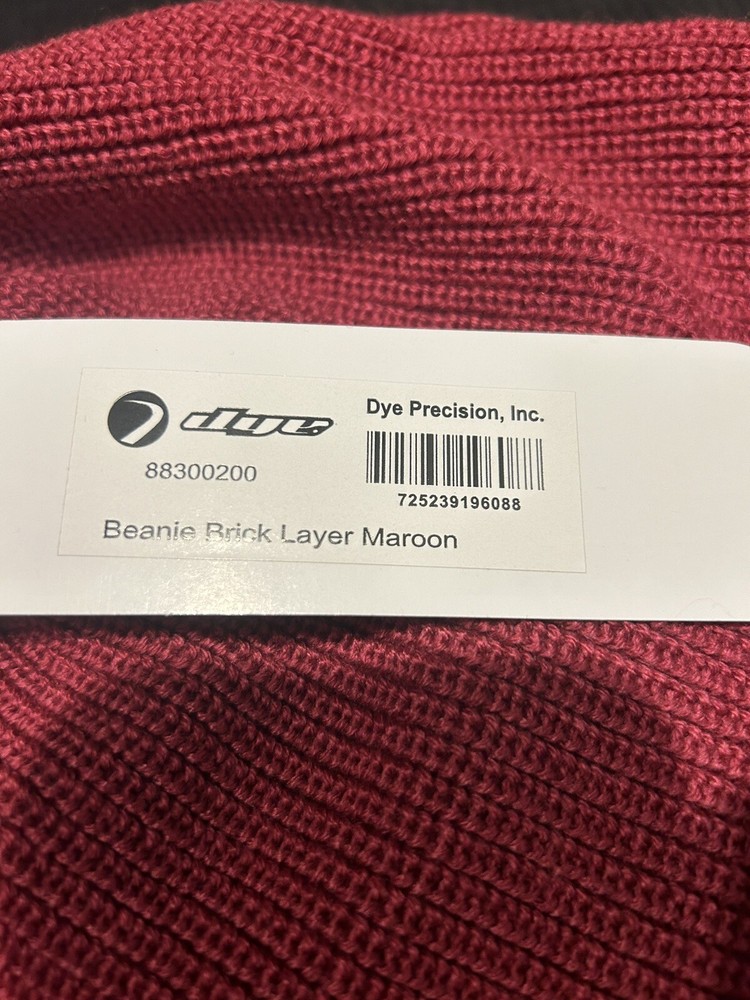 dye.
Dye Precision, Inc.
88300200
725239196088
Beanie Brick Layer Maroon